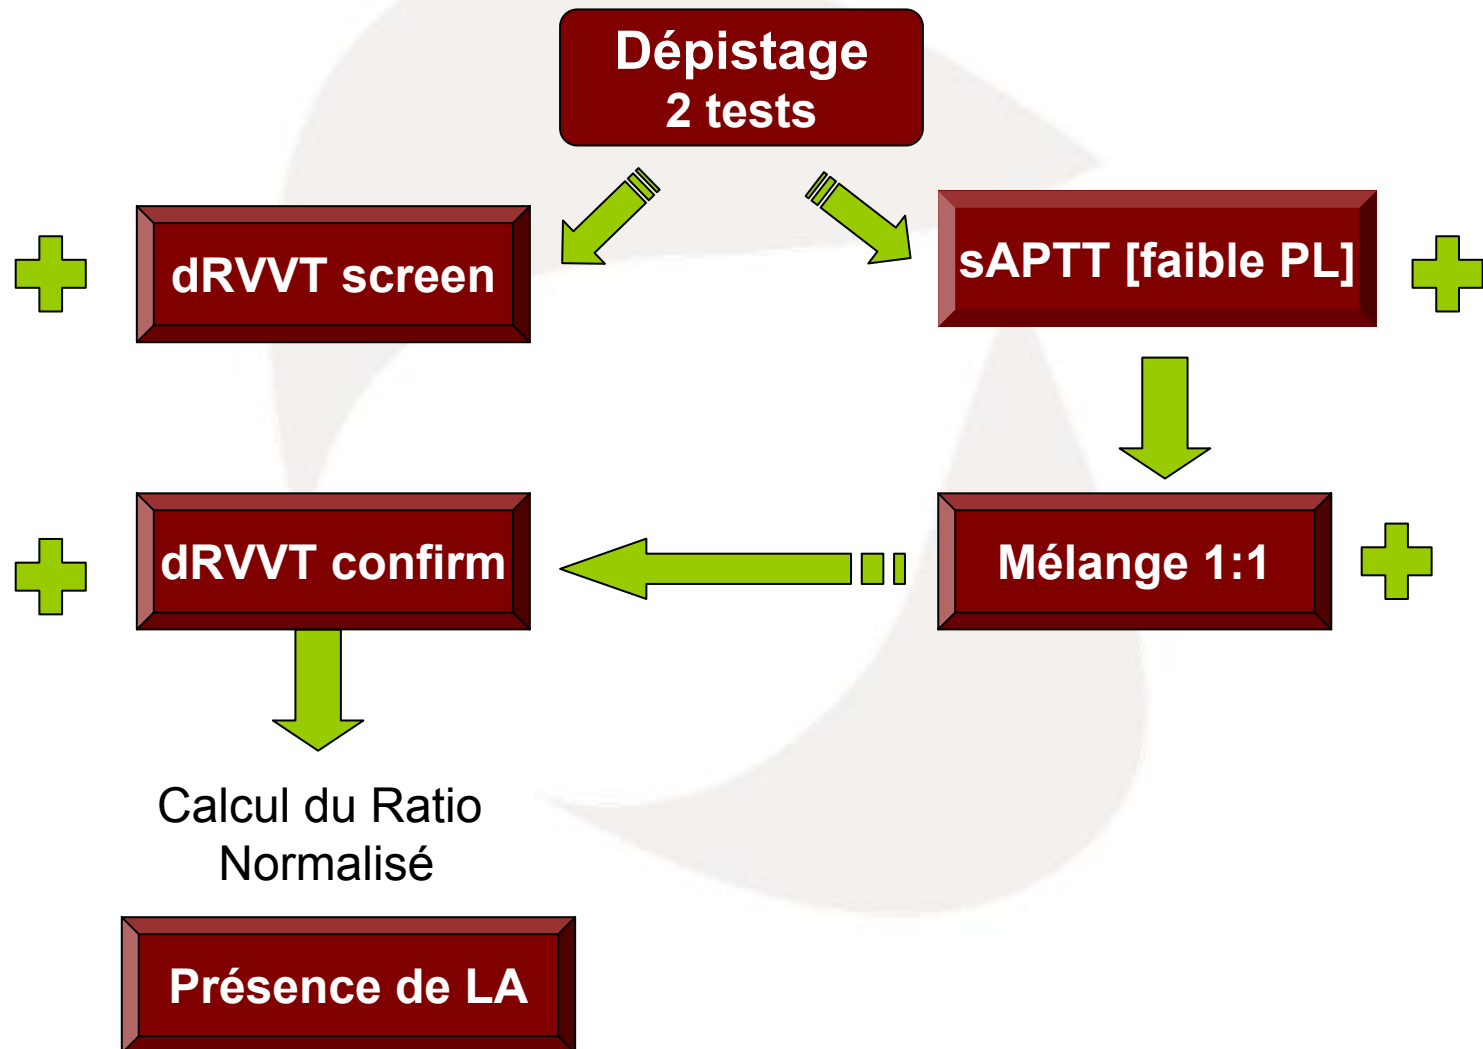 Dépistage
2 tests
dRVVT screen
sAPTT [faible PL]
dRVVT confirm
Mélange 1:1
Calcul du Ratio
Normalisé
Présence de LA